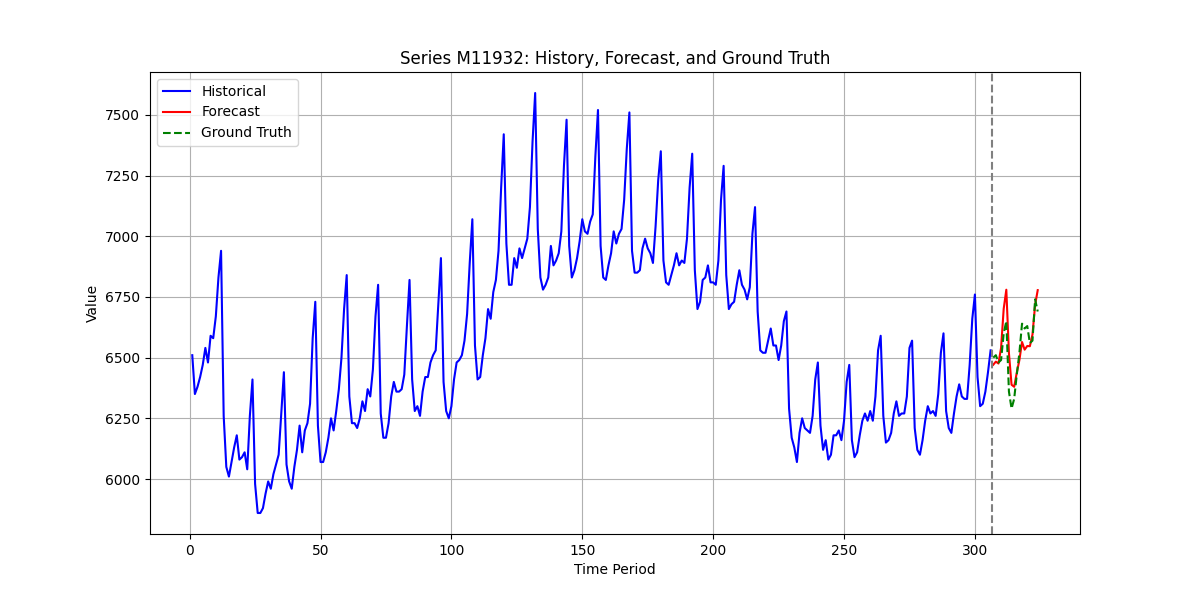 Series M11932: History, Forecast, and Ground Truth
Historical
Forecast
Ground Truth
Value
7500
7250
7000
6750
6500
6250
6000
0 50 100 150 200 250 300
Time Period